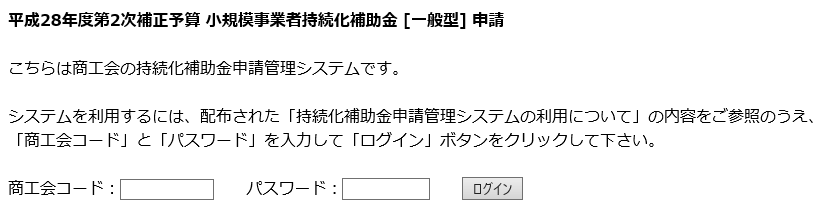 平成28年度第2次補正予算 小規模事業者持続化補助金 [一般型] 申請
こちらは商工会の持続化補助金申請管理システムです。
システムを利用するには、配布された「持続化補助金申請管理システムの利用について」の内容をご参照のうえ、
「商工会コード」と「パスワード」を入力して「ログイン」ボタンをクリックして下さい。
商工会コード： パスワード： ログイン